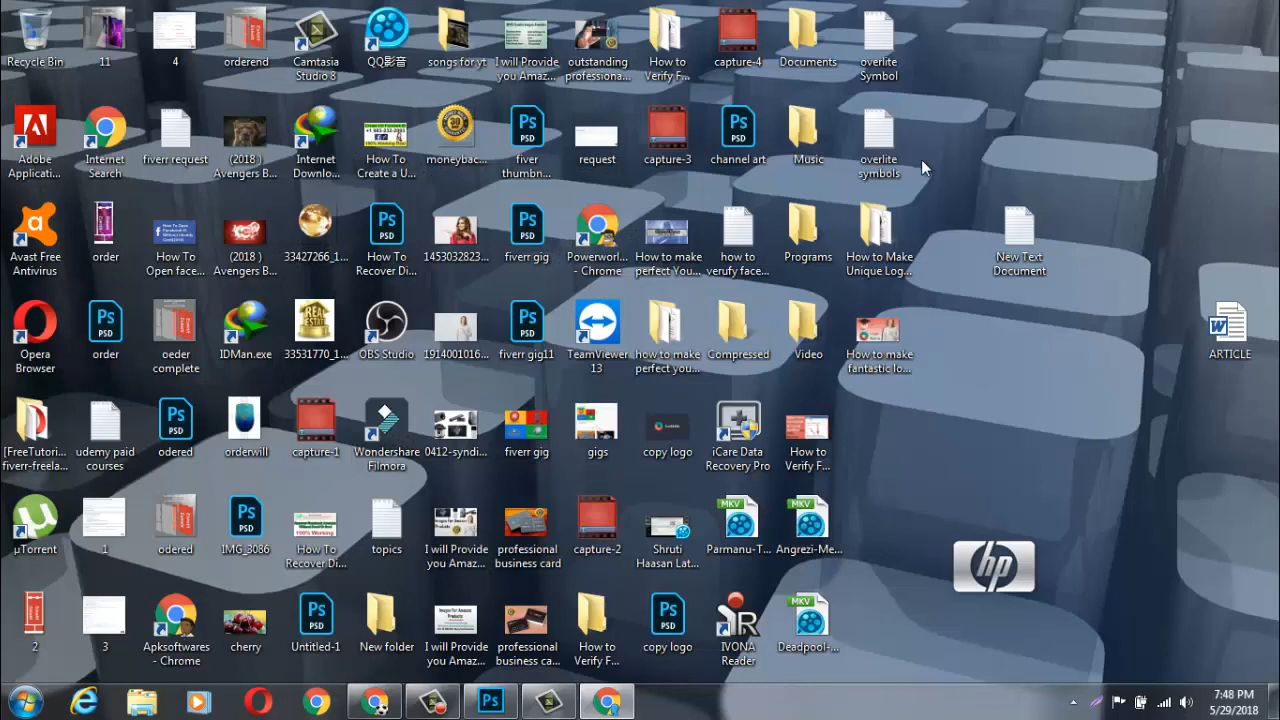 Recycle Bin
11
4
orderend
Camtasia
Studio 8
QQ影音
songs for yt
I will Provide
you Amaz...
outstanding
professiona...
How to
Verify F...
capture-4
Documents
overlite
Symbol
Adobe
Applicati...
Internet
Search
fiverr request
(2018 )
Avengers B...
Internet
Downlo...
How To
Create a U...
moneybac...
fiver
thumbn...
request
capture-3
channel art
Music
overlite
symbols
Avast Free
Antivirus
order
How To
Open face...
(2018 )
Avengers B...
33427266_1...
How To
Recover Di...
1453032823...
fiverr gig
Powerworl...
- Chrome
How to make
perfect You...
how to
verufy face...
Programs
How to Make
Unique Log...
New Text
Document
Opera
Browser
order
oeder
complete
IDMan.exe
REAL
ESTATE
33531770_1...
OBS Studio
1914001016...
fiverr gig11
TeamViewer
13
how to make
perfect you...
Compressed
Video
How to make
fantastic lo...
ARTICLE
[FreeTutori...
fiverr-freela...
udemy paid
courses
odered
orderwill
capture-1
Wondershare
Filmora
0412-syndi...
fiverr gig
gigs
copy logo
iCare Data
Recovery Pro
How to
Verify F...
µTorrent
1
odered
IMG_3086
How To
Recover Di...
topics
I will Provide
you Amaz...
professional
business card
capture-2
Shruti
Haasan Lat...
Parmanu-T...
Angrezi-Me...
hp
2
3
Apksoftwares
- Chrome
cherry
Untitled-1
New folder
I will Provide
you Amaz...
professional
business ca...
How to
Verify F...
copy logo
IVONA
Reader
Deadpool-...
7:48 PM
5/29/2018